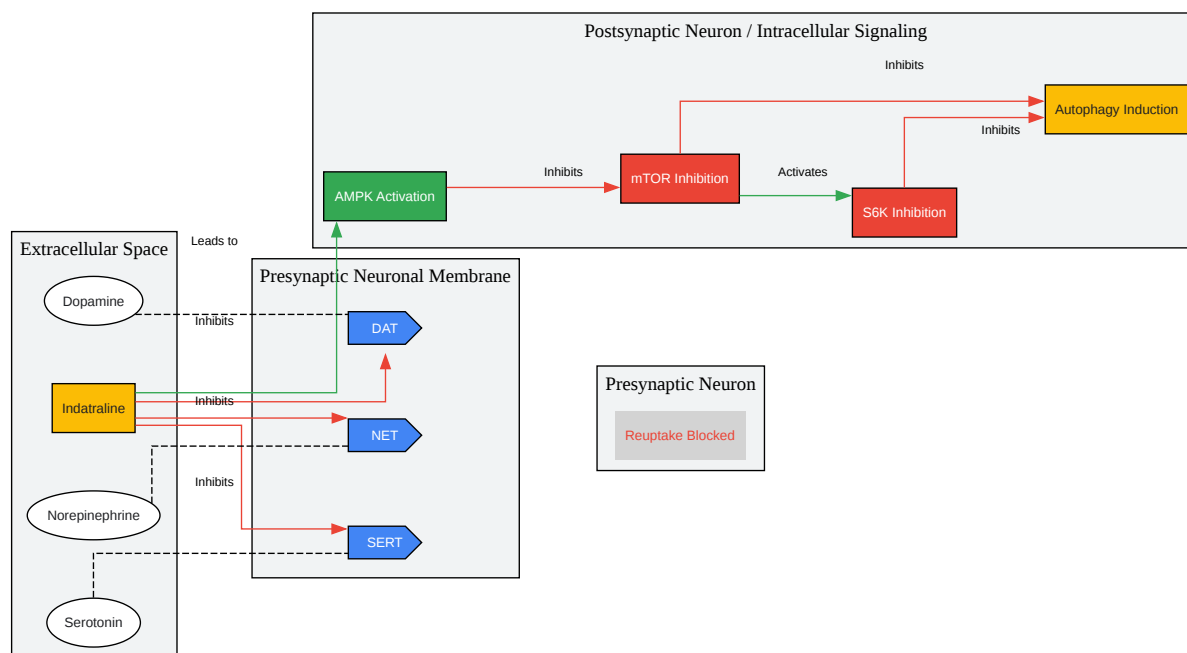 Postsynaptic Neuron / Intracellular Signaling
Inhibits
Autophagy Induction
Inhibits
Inhibits
mTOR Inhibition
Activates
AMPK Activation
S6K Inhibition
Extracellular Space
Leads to
Presynaptic Neuronal Membrane
Dopamine
Inhibits
DAT
Indatraline
Inhibits
NET
Presynaptic Neuron
Reuptake Blocked
Inhibits
Norepinephrine
SERT
Serotonin